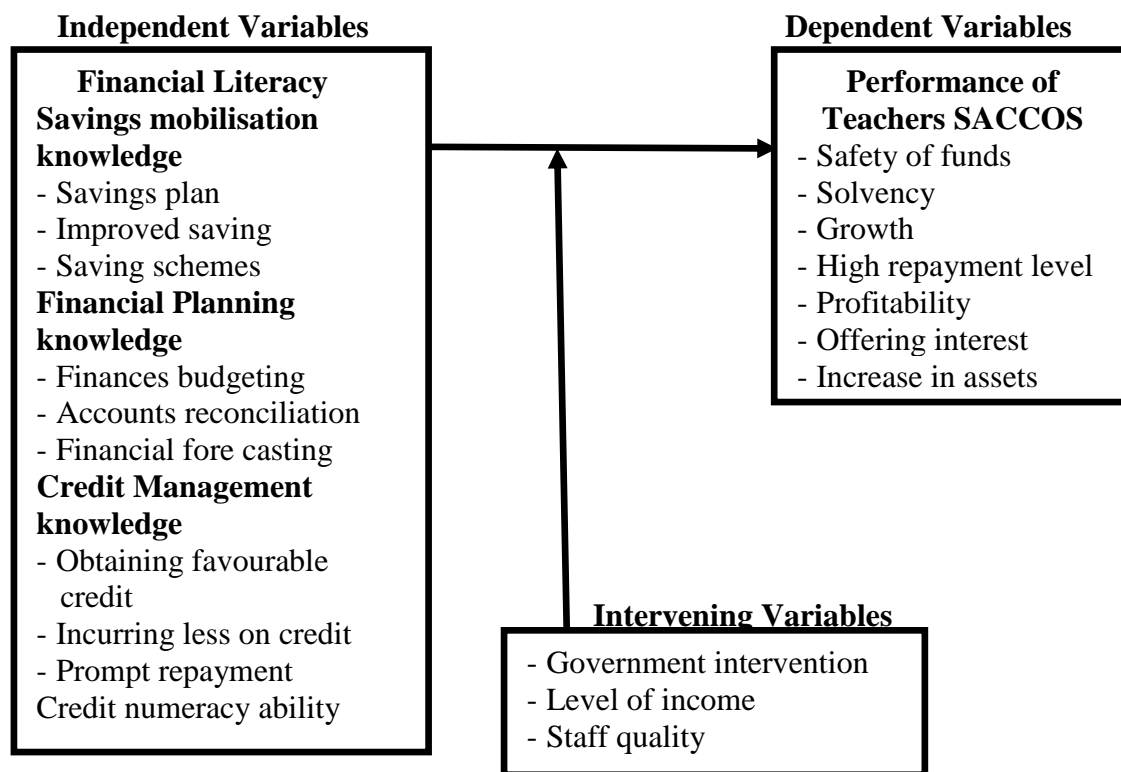 Independent Variables
Financial Literacy
Savings mobilisation
knowledge
- Savings plan
- Improved saving
- Saving schemes
Financial Planning
knowledge
- Finances budgeting
- Accounts reconciliation
- Financial fore casting
Credit Management
knowledge
- Obtaining favourable
credit
- Incurring less on credit
- Prompt repayment
Credit numeracy ability
Dependent Variables
Performance of
Teachers SACCOS
- Safety of funds
- Solvency
- Growth
- High repayment level
- Profitability
- Offering interest
- Increase in assets
Intervening Variables
- Government intervention
- Level of income
- Staff quality